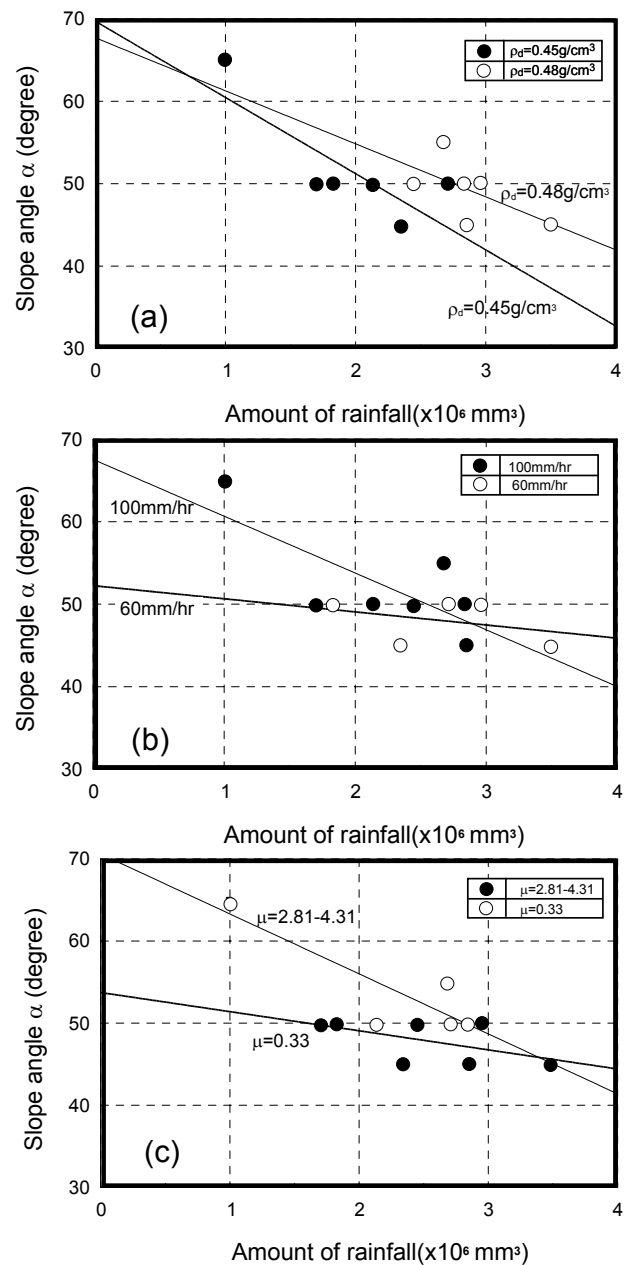 70
60
50
40
30
Slope angle α (degree)
ρd=0.45g/cm³
ρd=0.48g/cm³
ρd=0.48g/cm³
ρd=0.45g/cm³
(a)
0 1 2 3 4
Amount of rainfall(x10⁶ mm³)
70
60
50
40
30
Slope angle α (degree)
100mm/hr
60mm/hr
100mm/hr
60mm/hr
(b)
0 1 2 3 4
Amount of rainfall(x10⁶ mm³)
70
60
50
40
30
Slope angle α (degree)
μ=2.81-4.31
μ=0.33
μ=2.81-4.31
μ=0.33
(c)
0 1 2 3 4
Amount of rainfall(x10⁶ mm³)